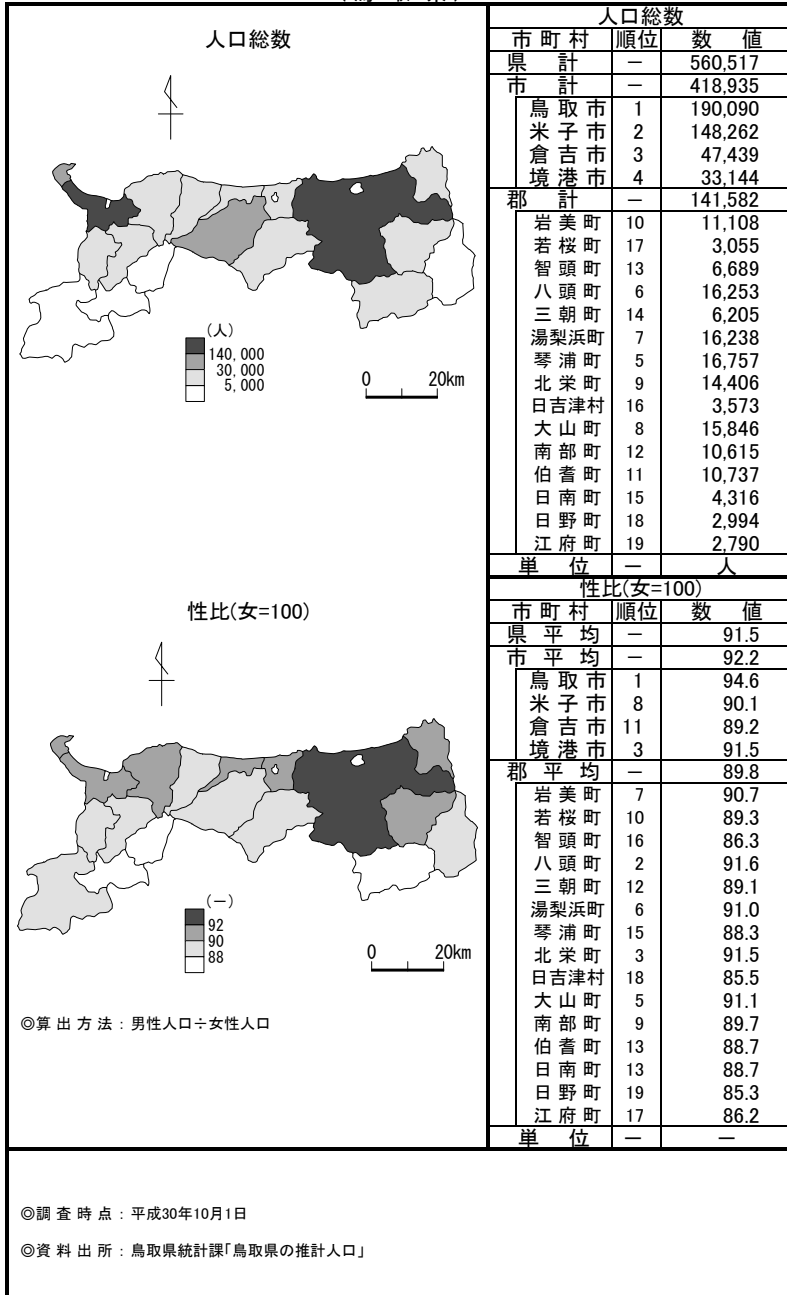 人口総数
(人)
140,000
30,000
5,000
0 20km
人口総数
市町村 順位 数 値
県 計 － 560,517
市 計 － 418,935
鳥取市 1 190,090
米子市 2 148,262
倉吉市 3 47,439
境港市 4 33,144
郡 計 － 141,582
岩美町 10 11,108
若桜町 17 3,055
智頭町 13 6,689
八頭町 6 16,253
三朝町 14 6,205
湯梨浜町 7 16,238
琴浦町 5 16,757
北栄町 9 14,406
日吉津村 16 3,573
大山町 8 15,846
南部町 12 10,615
伯耆町 11 10,737
日南町 15 4,316
日野町 18 2,994
江府町 19 2,790
単 位 － 人
性比(女=100)
(－)
92
90
88
0 20km
◎算出方法：男性人口÷女性人口
性比(女=100)
市町村 順位 数 値
県平均 － 91.5
市平均 － 92.2
鳥取市 1 94.6
米子市 8 90.1
倉吉市 11 89.2
境港市 3 91.5
郡平均 － 89.8
岩美町 7 90.7
若桜町 10 89.3
智頭町 16 86.3
八頭町 2 91.6
三朝町 12 89.1
湯梨浜町 6 91.0
琴浦町 15 88.3
北栄町 3 91.5
日吉津村 18 85.5
大山町 5 91.1
南部町 9 89.7
伯耆町 13 88.7
日南町 13 88.7
日野町 19 85.3
江府町 17 86.2
単 位 － －
◎調査時点：平成30年10月1日
◎資料出所：鳥取県統計課「鳥取県の推計人口」